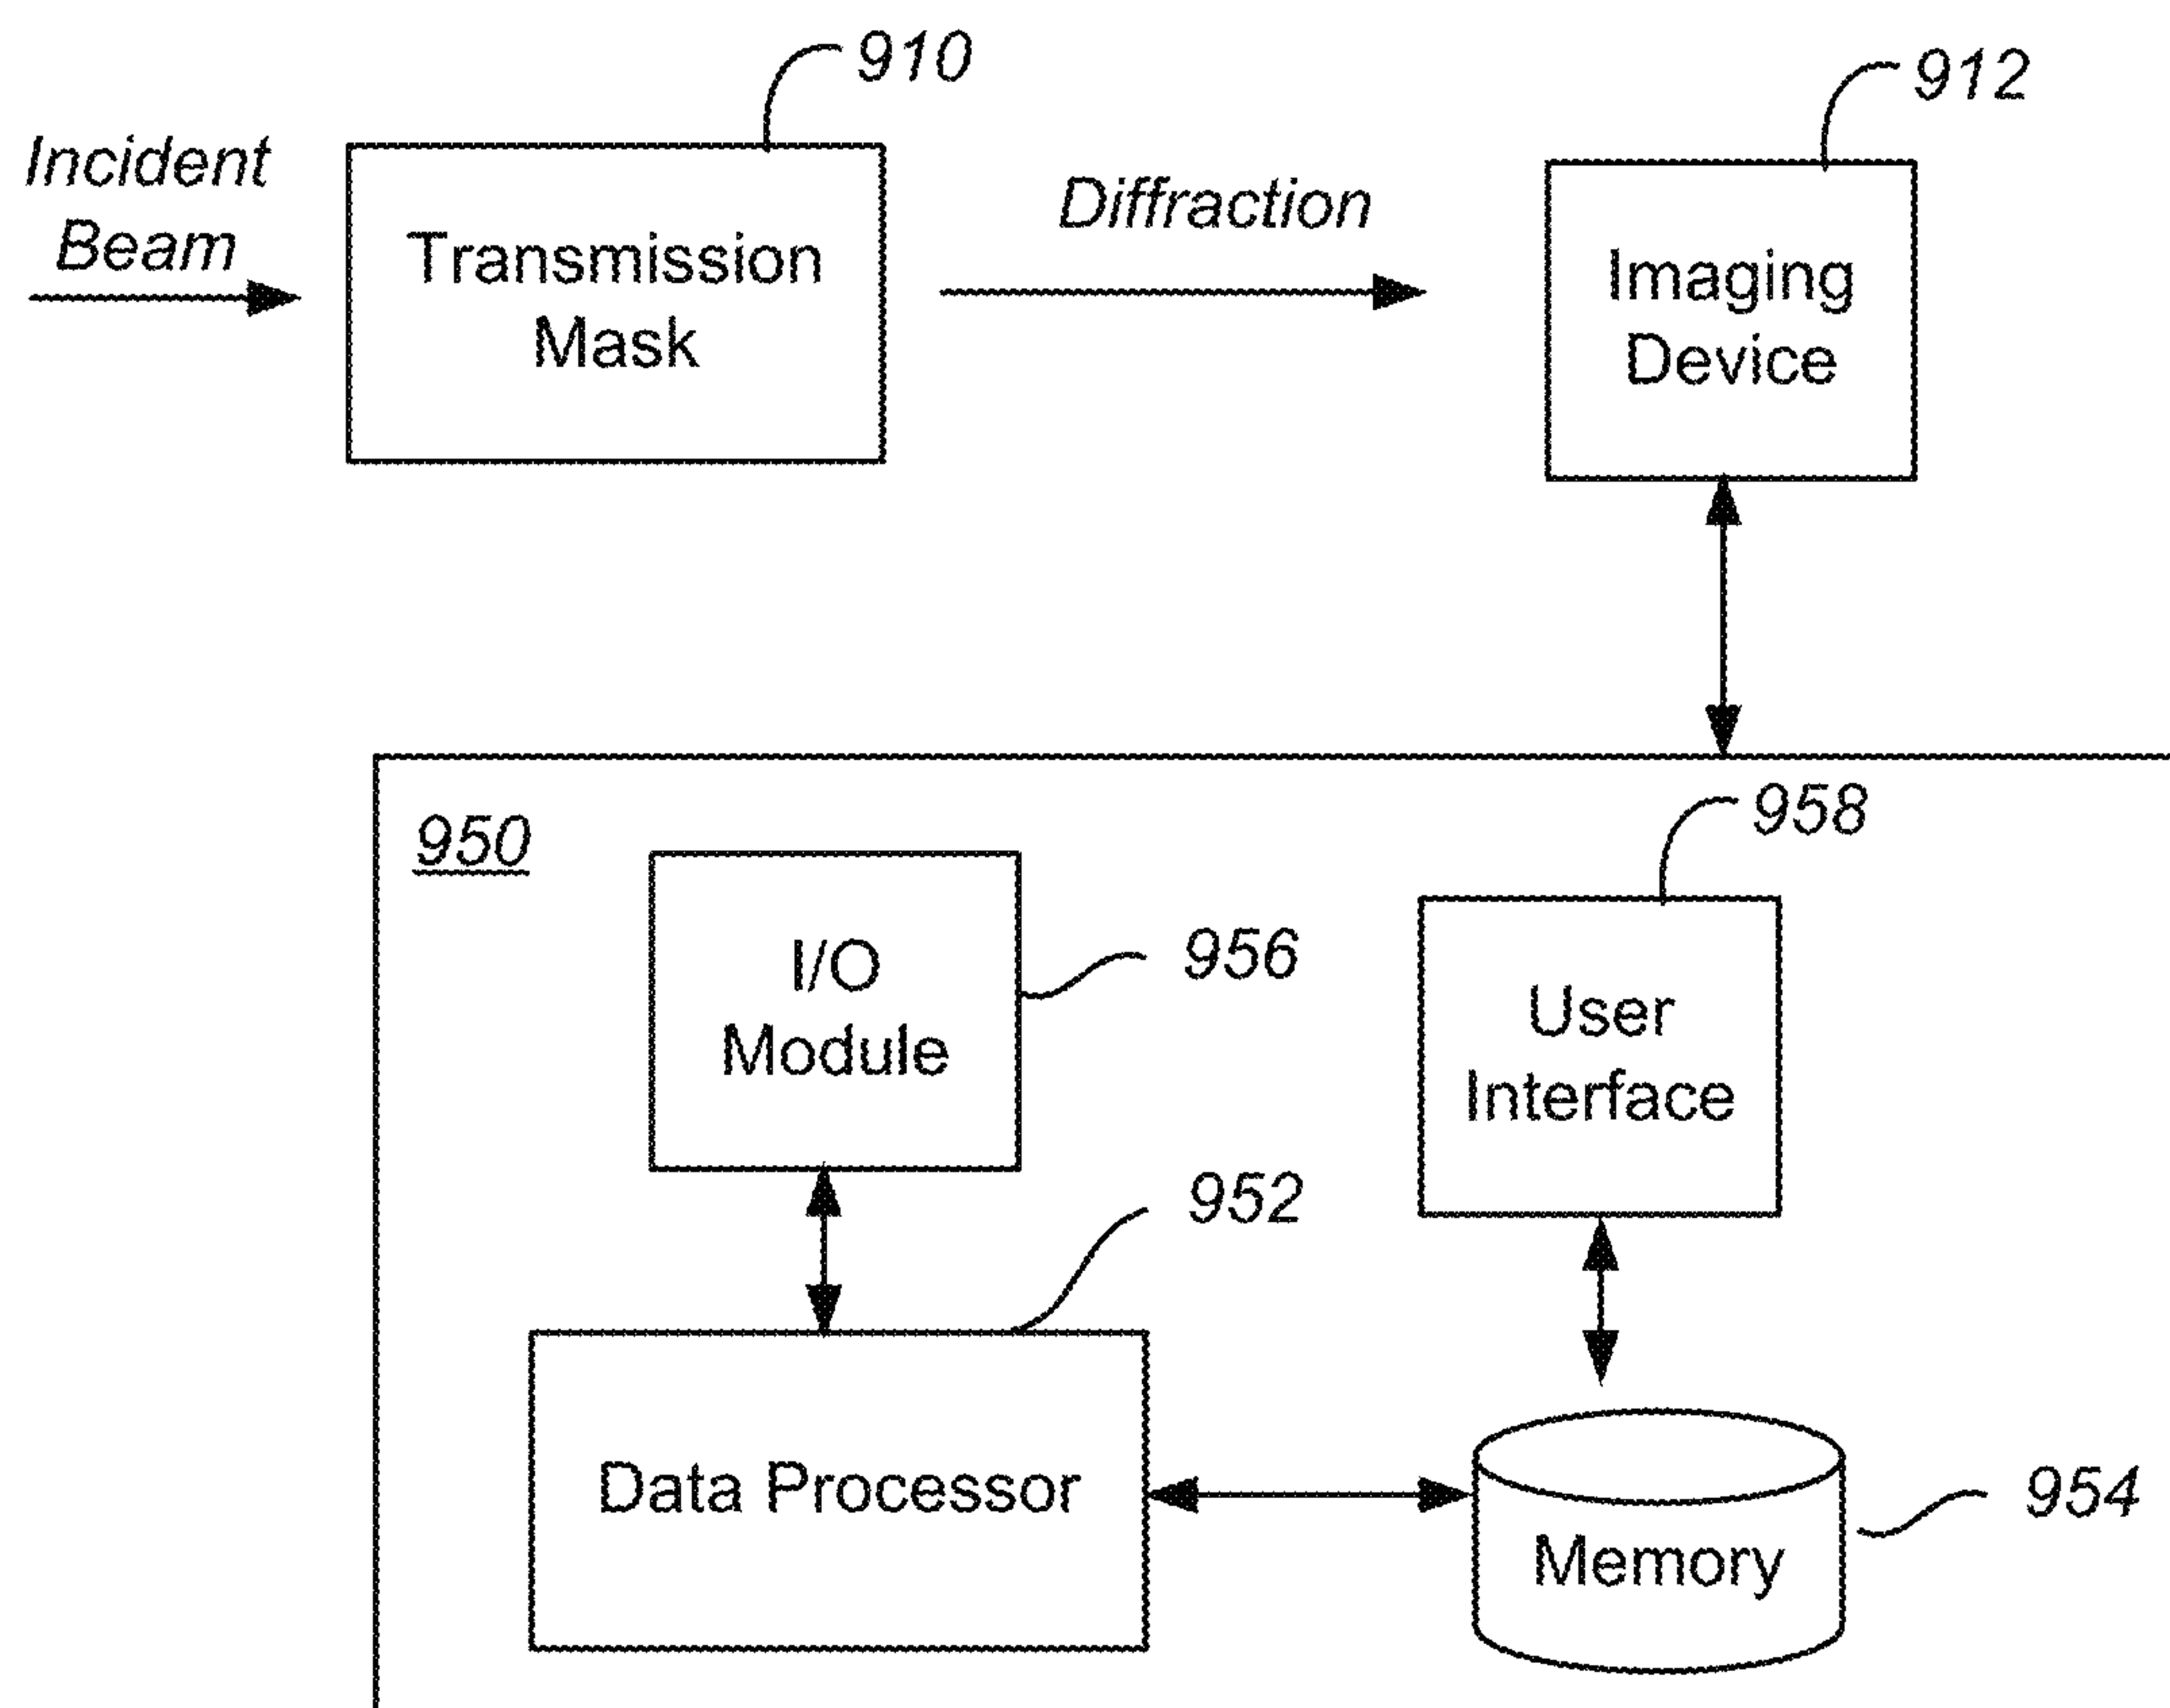 910
912
Incident
Beam
Transmission
Mask
Diffraction
Imaging
Device
950
958
I/O
Module
956
User
Interface
952
Data Processor
Memory
954